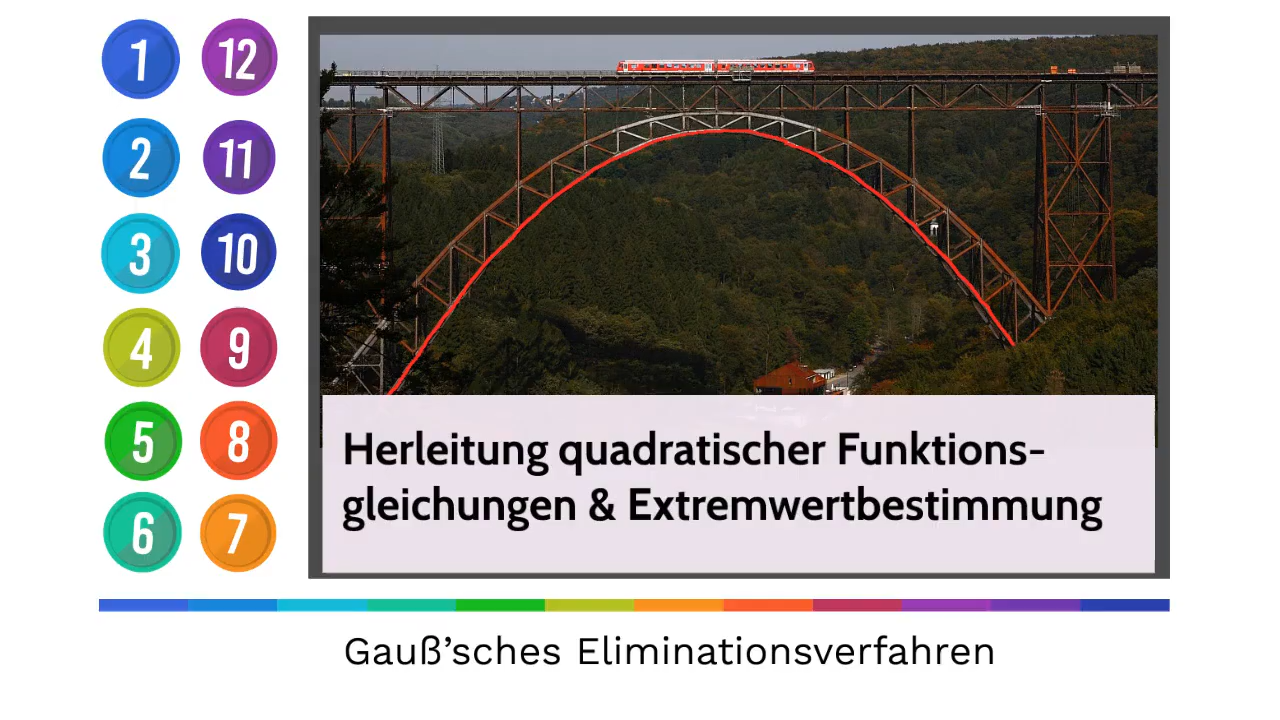 1 12
2 11
3 10
4 9
5 8
6 7
Herleitung quadratischer Funktions-
gleichungen & Extremwertbestimmung
Gauß’sches Eliminationsverfahren